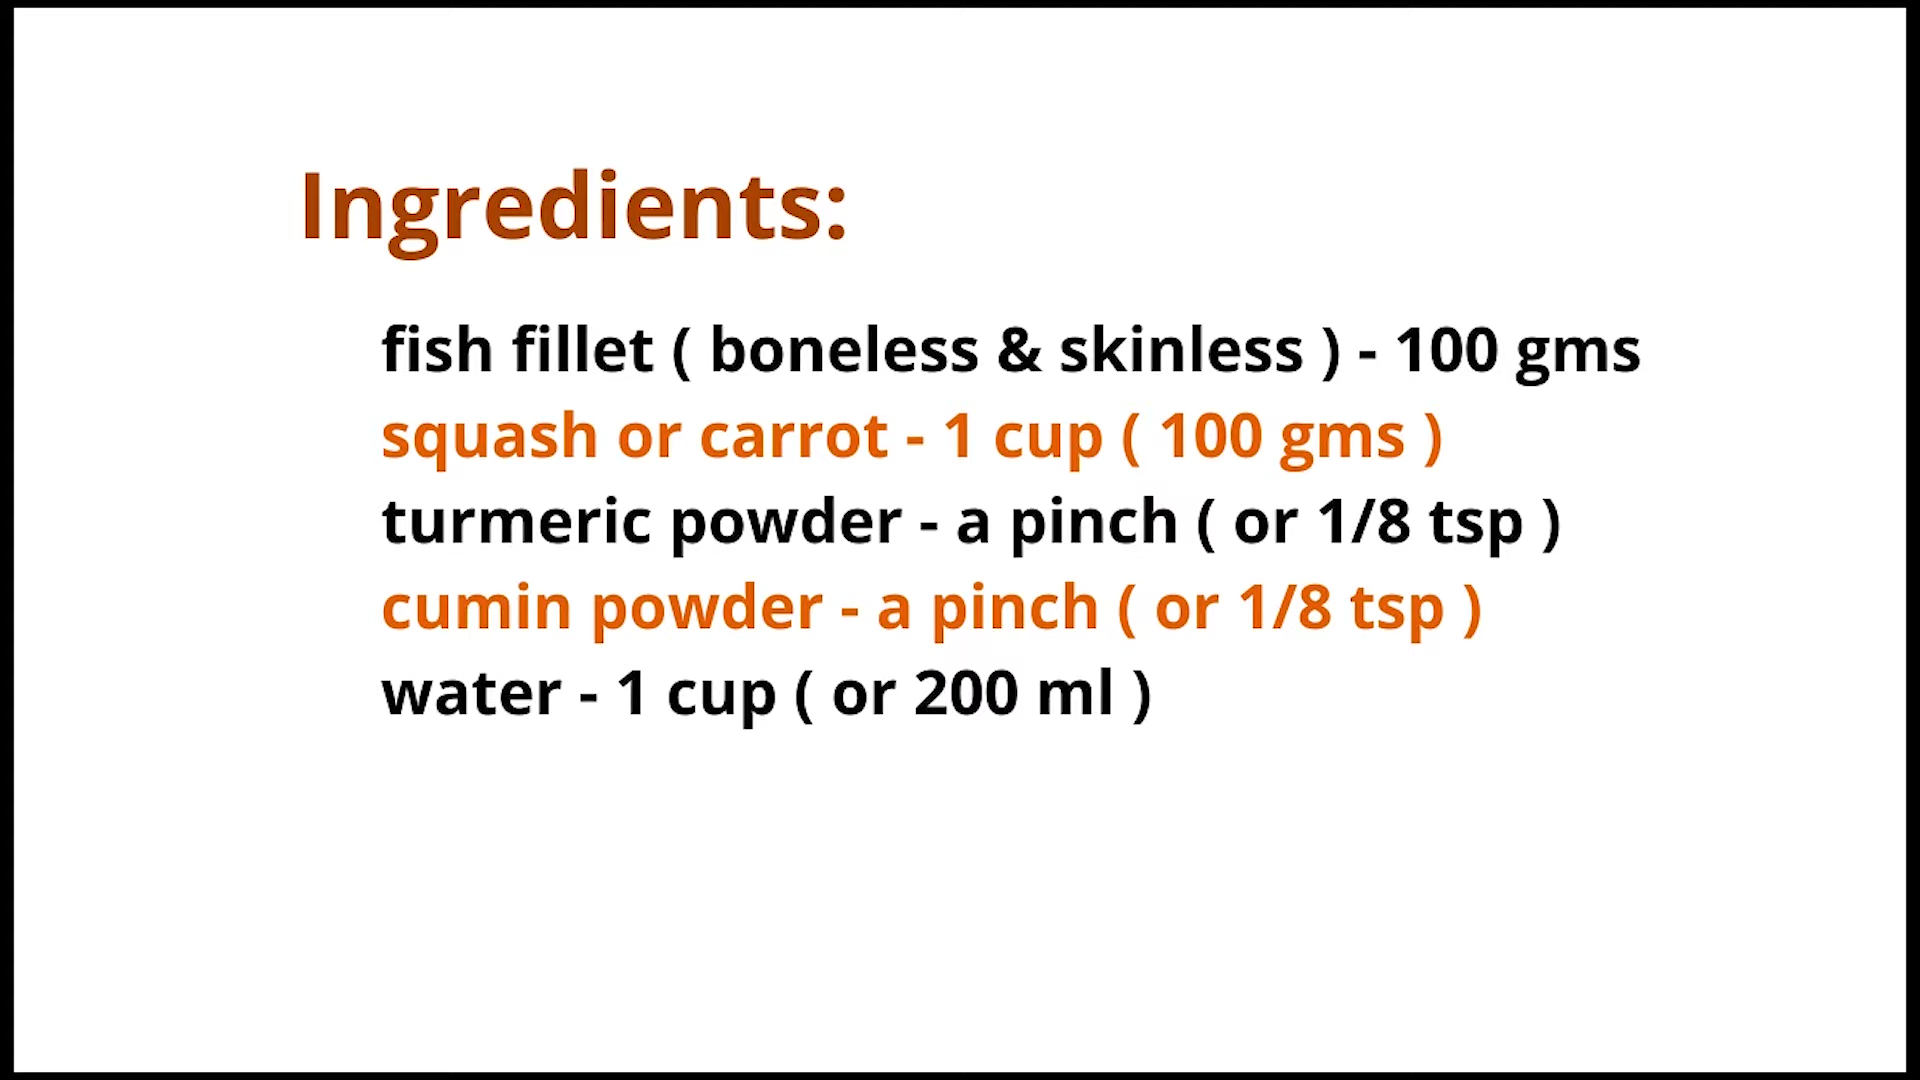 Ingredients:
fish fillet ( boneless & skinless ) - 100 gms
squash or carrot - 1 cup ( 100 gms )
turmeric powder - a pinch ( or 1/8 tsp )
cumin powder - a pinch ( or 1/8 tsp )
water - 1 cup ( or 200 ml )